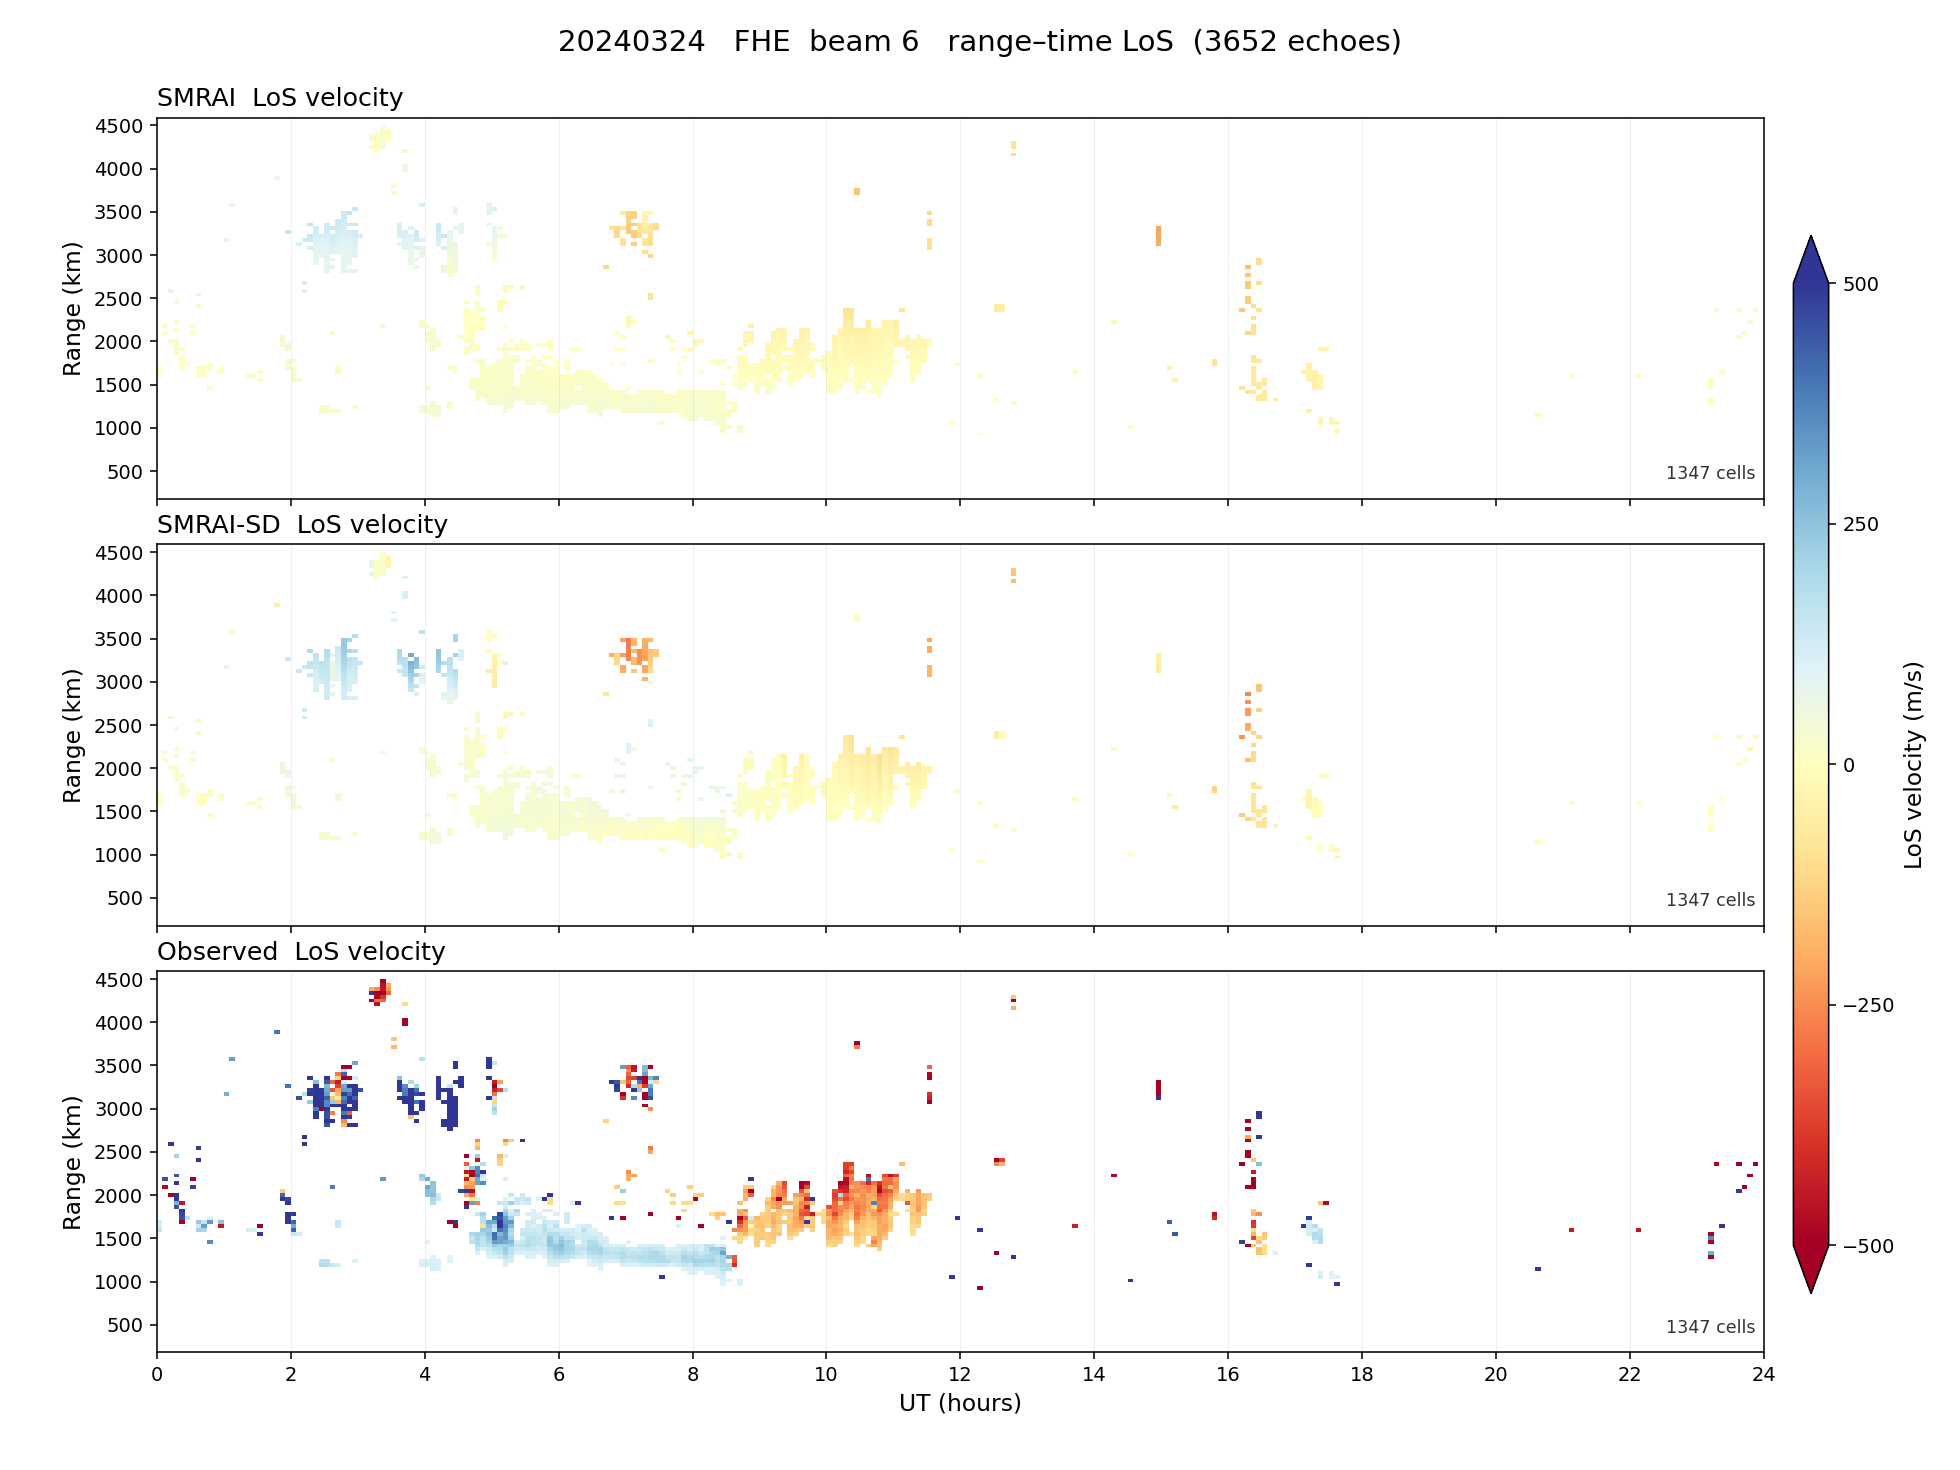 20240324   FHE  beam 6   range–time LoS  (3652 echoes)
SMRAI  LoS velocity
4500
4000
3500
3000
2500
2000
1500
1000
500
Range (km)
1347 cells
SMRAI-SD  LoS velocity
4500
4000
3500
3000
2500
2000
1500
1000
500
Range (km)
1347 cells
Observed  LoS velocity
4500
4000
3500
3000
2500
2000
1500
1000
500
Range (km)
1347 cells
0 2 4 6 8 10 12 14 16 18 20 22 24
UT (hours)
500
250
0
−250
−500
LoS velocity (m/s)